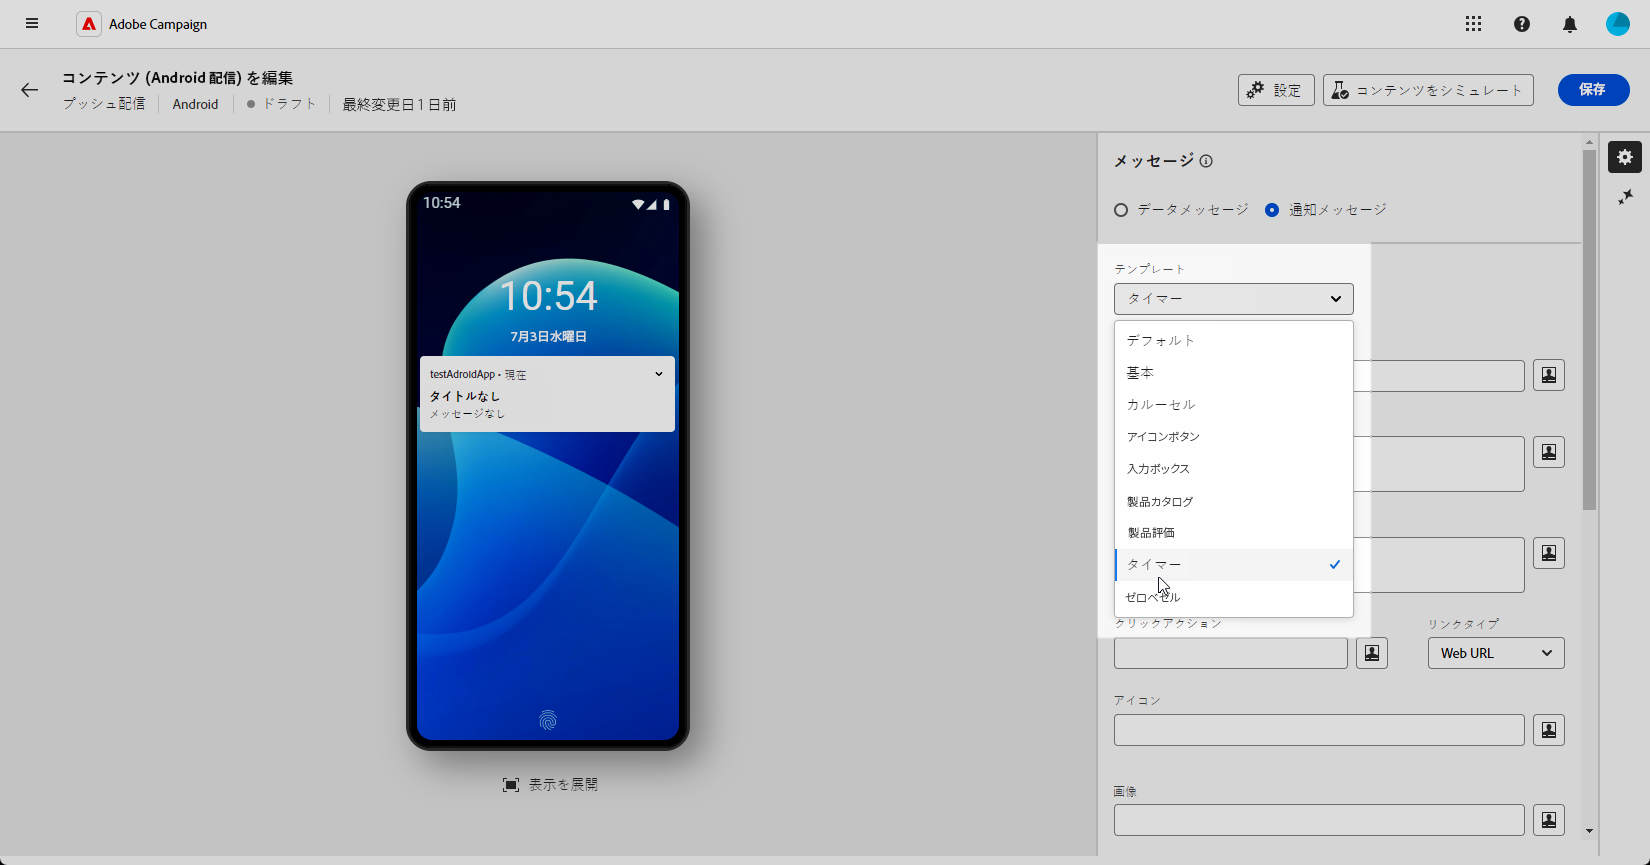 Adobe Campaign
コンテンツ (Android 配信) を編集
プッシュ配信 Android ドラフト 最終変更日 1 日前
設定
コンテンツをシミュレート
保存
10:54
10:54
7月3日水曜日
testAdroidApp • 現在
タイトルなし
メッセージなし
表示を展開
メッセージ
データメッセージ 通知メッセージ
テンプレート
タイマー
デフォルト
基本
カルーセル
アイコンボタン
入力ボックス
製品カタログ
製品評価
タイマー
ゼロベゼル
クリックアクション
リンクタイプ
Web URL
アイコン
画像